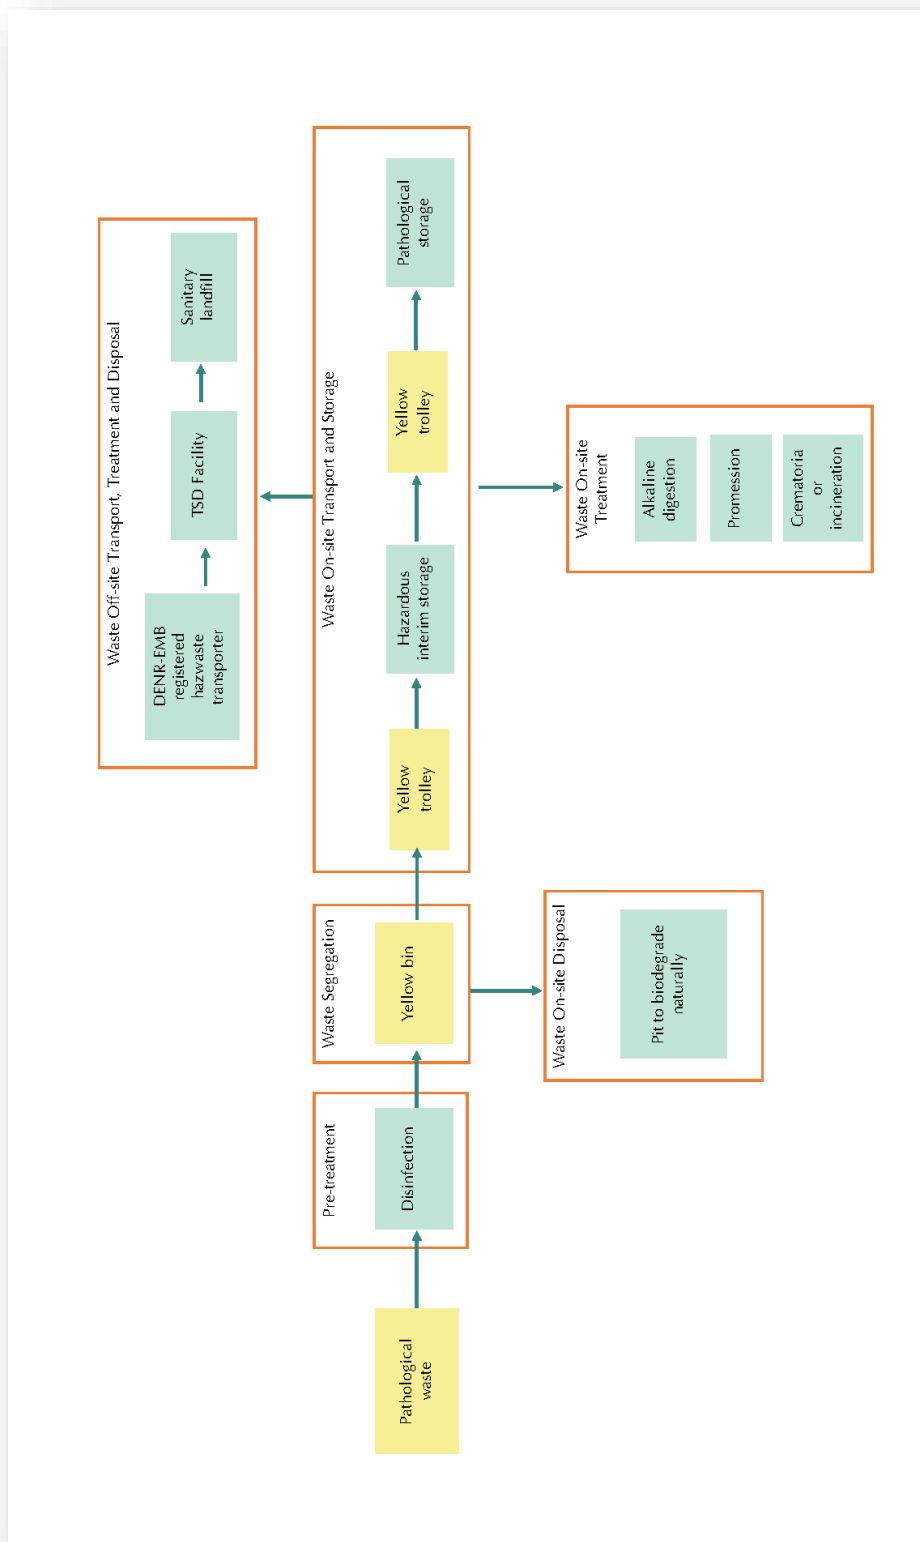 Pathological
waste
Pre-treatment
Disinfection
Waste Segregation
Yellow bin
Waste On-site Disposal
Pit to biodegrade
naturally
Waste On-site Transport and Storage
Yellow
trolley
Hazardous
interim storage
Yellow
trolley
Pathological
storage
Waste Off-site Transport, Treatment and Disposal
DENR-EMB
registered
hazwaste
transporter
TSD Facility
Sanitary
landfill
Waste On-site
Treatment
Alkaline
digestion
Promession
Crematoria
or
incineration